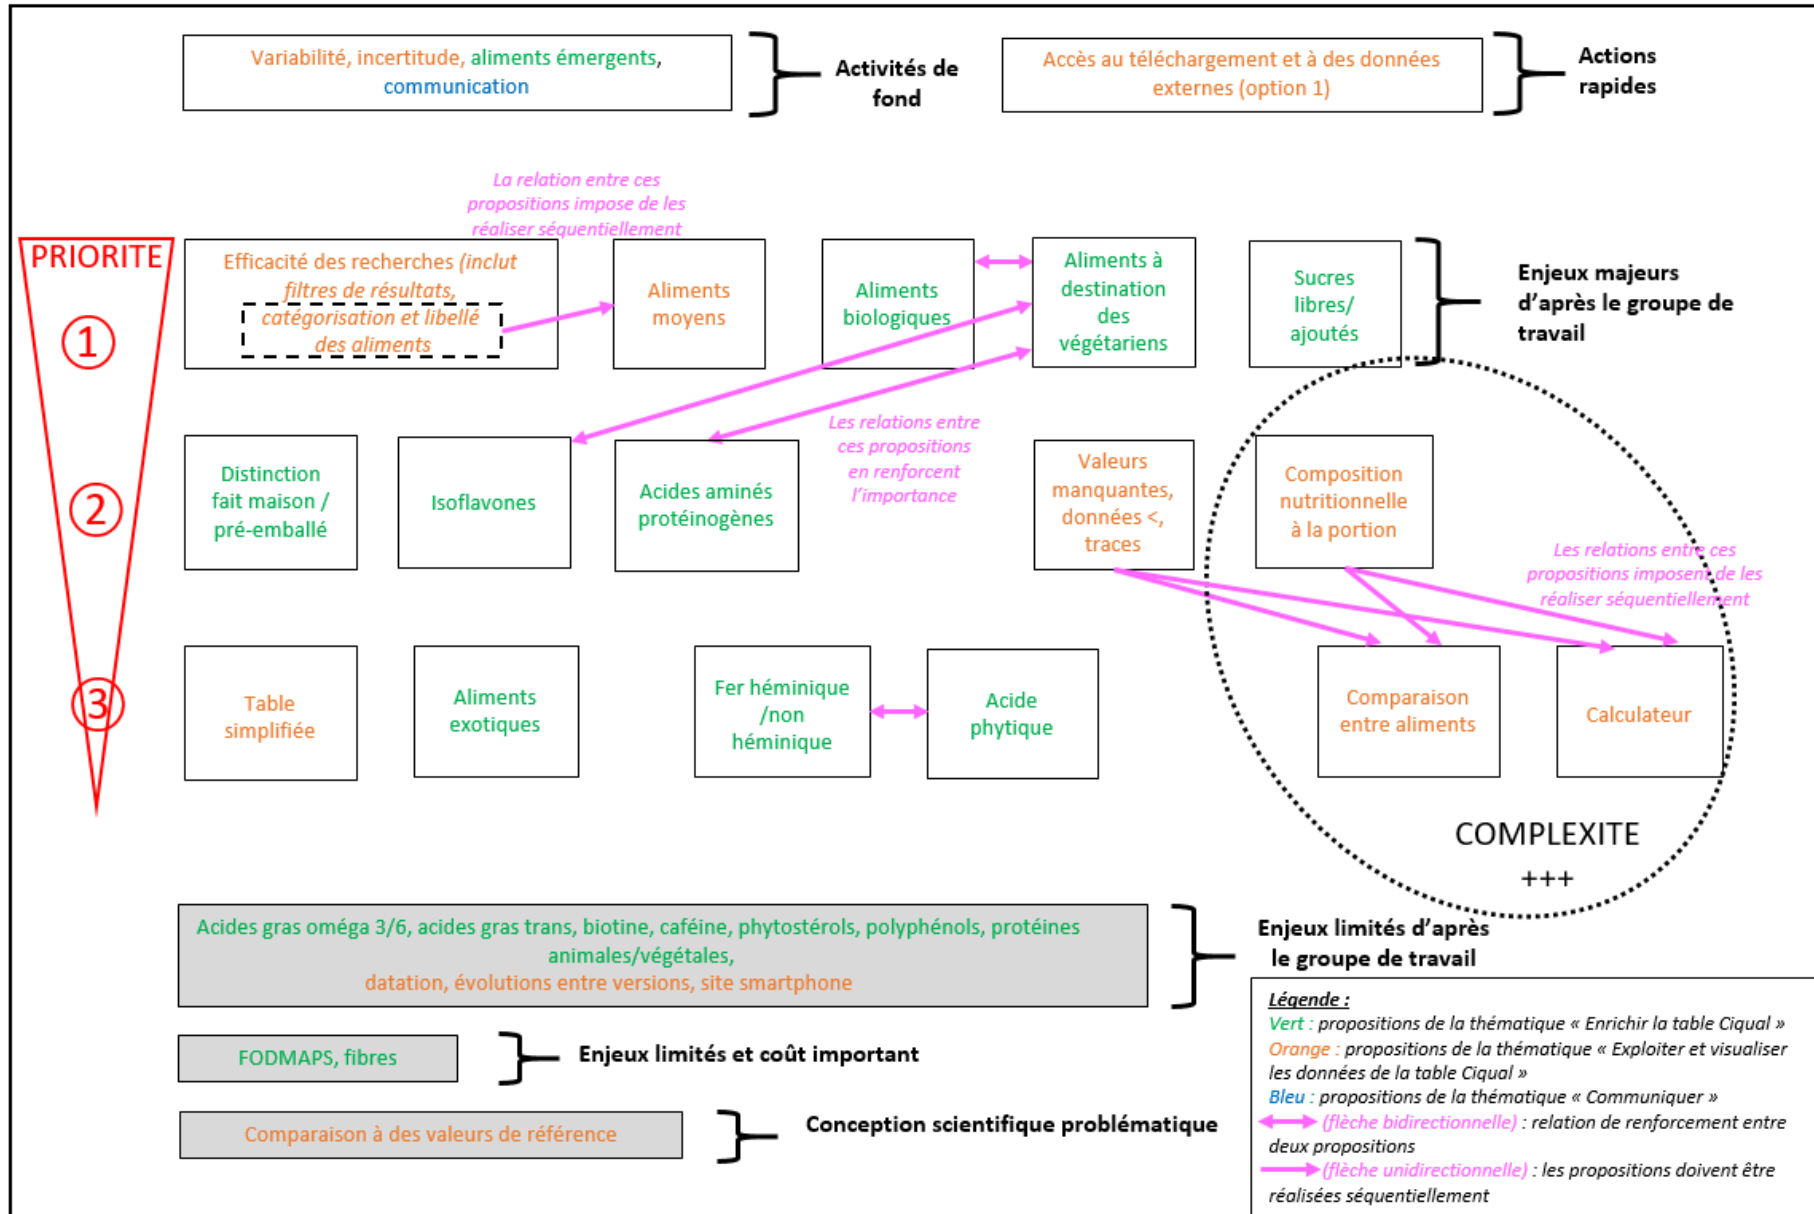 Variabilité, incertitude, aliments émergents,
communication
Activités de
fond
Accès au téléchargement et à des données
externes (option 1)
Actions
rapides
La relation entre ces
propositions impose de les
réaliser séquentiellement
PRIORITE
1
Efficacité des recherches (inclut
filtres de résultats,
catégorisation et libellé
des aliments
Aliments
moyens
Aliments
biologiques
Aliments à
destination
des
végétariens
Sucres
libres/
ajoutés
Enjeux majeurs
d’après le groupe de
travail
Les relations entre
ces propositions
en renforcent
l’importance
2
Distinction
fait maison /
pré-emballé
Isoflavones
Acides aminés
protéinogènes
Valeurs
manquantes,
données <,
traces
Composition
nutritionnelle
à la portion
Les relations entre ces
propositions imposent de les
réaliser séquentiellement
3
Table
simplifiée
Aliments
exotiques
Fer héminique
/non
héminique
Acide
phytique
Comparaison
entre aliments
Calculateur
COMPLEXITE
+++
Acides gras oméga 3/6, acides gras trans, biotine, caféine, phytostérols, polyphénols, protéines
animales/végétales,
datation, évolutions entre versions, site smartphone
Enjeux limités d’après
le groupe de travail
FODMAPS, fibres
Enjeux limités et coût important
Comparaison à des valeurs de référence
Conception scientifique problématique
Légende :
Vert : propositions de la thématique « Enrichir la table Ciqual »
Orange : propositions de la thématique « Exploiter et visualiser
les données de la table Ciqual »
Bleu : propositions de la thématique « Communiquer »
(flèche bidirectionnelle) : relation de renforcement entre
deux propositions
(flèche unidirectionnelle) : les propositions doivent être
réalisées séquentiellement